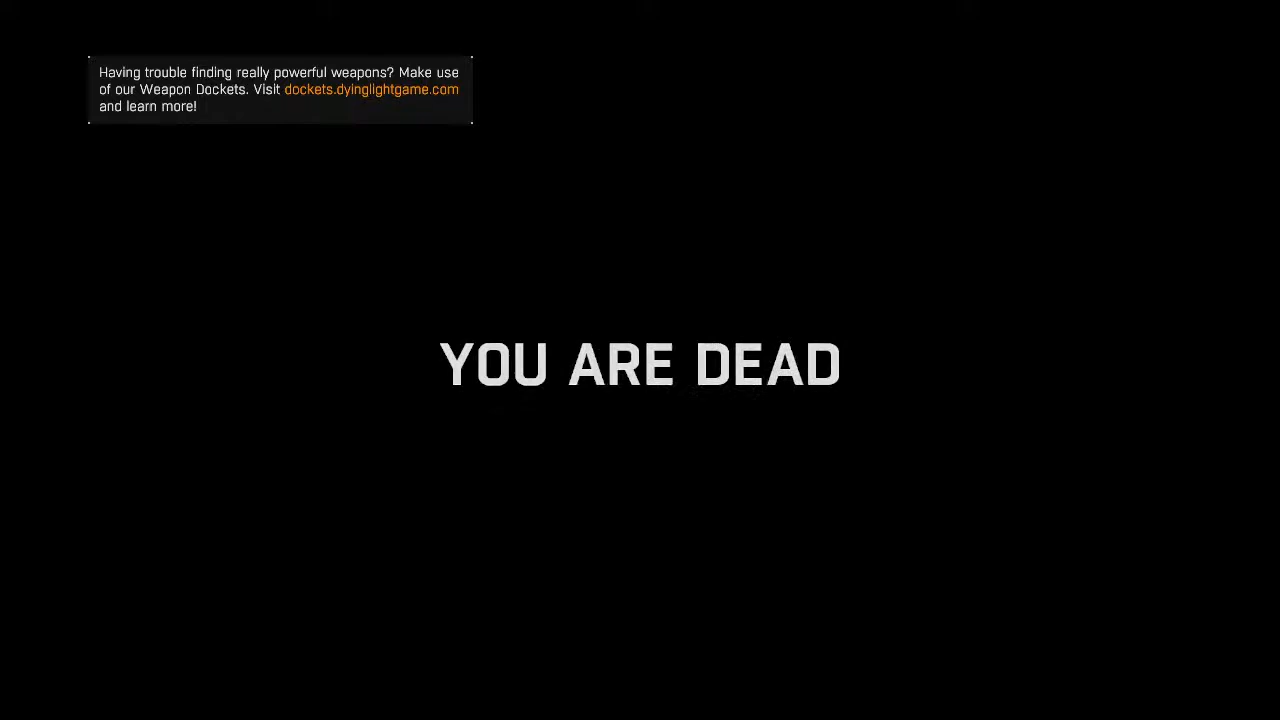 Having trouble finding really powerful weapons? Make use
of our Weapon Dockets. Visit dockets.dyinglightgame.com
and learn more!
YOU ARE DEAD